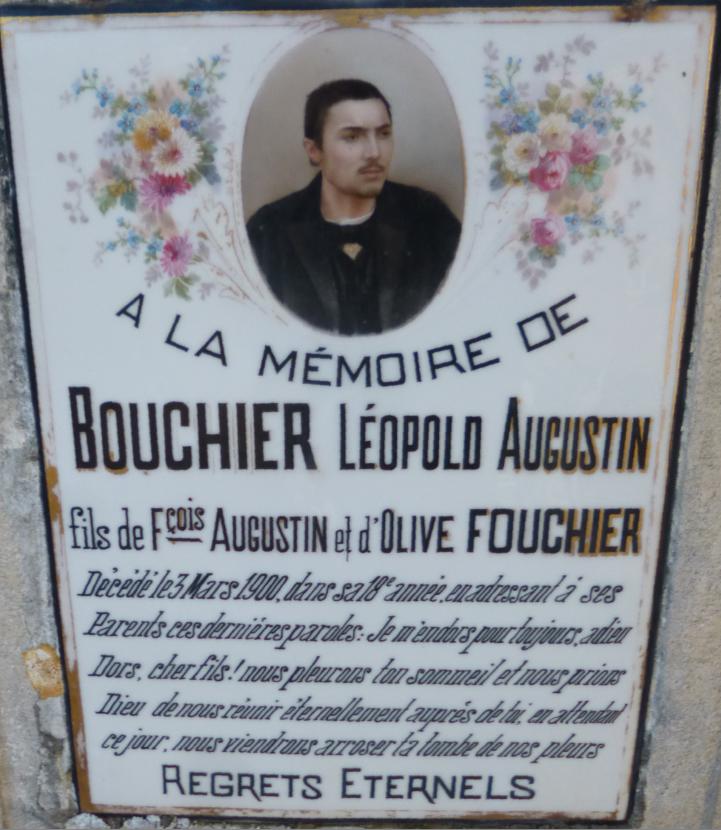 A LA MÉMOIRE DE
BOUCHIER LÉOPOLD AUGUSTIN
fils de Fçois AUGUSTIN et d'OLIVE FOUCHIER
Décédé le 3 Mars 1900, dans sa 18e année, en adressant á ses
Parents ces derniéres paroles: Je m'endors pour toujours, adieu
Dors, cher fils! nous pleurons ton sommeil et nous prions
Dieu de nous réunir éternellement auprés de toi, en attendant
ce jour, nous viendrons arroser ta tombe de nos pleurs
REGRETS ETERNELS